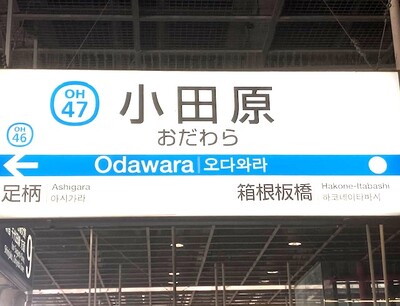 OH
47
小田原
おだわら
OH
46
Odawara 오다와라
足柄 Ashigara
아시가라
箱根板橋 Hakone-Itabashi
하코네이타바시
9